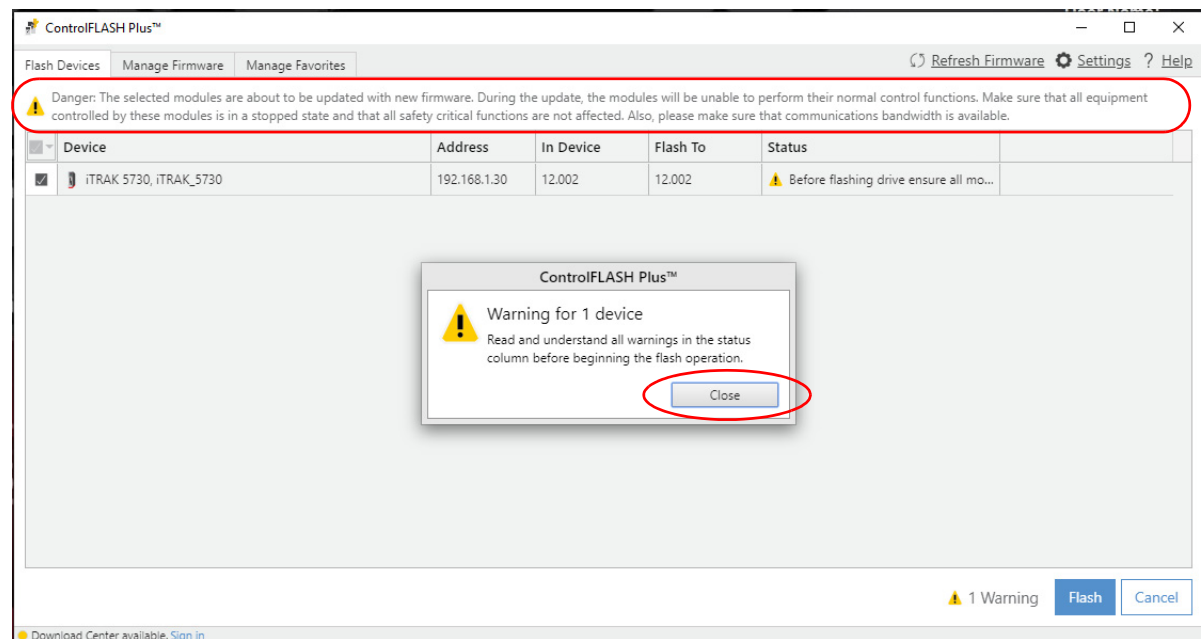 ControlFLASH Plus™
Flash Devices Manage Firmware Manage Favorites Refresh Firmware Settings ? Help
Danger: The selected modules are about to be updated with new firmware. During the update, the modules will be unable to perform their normal control functions. Make sure that all equipment
controlled by these modules is in a stopped state and that all safety critical functions are not affected. Also, please make sure that communications bandwidth is available.
Device Address In Device Flash To Status
iTRAK 5730, iTRAK_5730 192.168.1.30 12.002 12.002 Before flashing drive ensure all mo...
ControlFLASH Plus™
Warning for 1 device
Read and understand all warnings in the status
column before beginning the flash operation.
Close
1 Warning Flash Cancel
Download Center available. Sign in